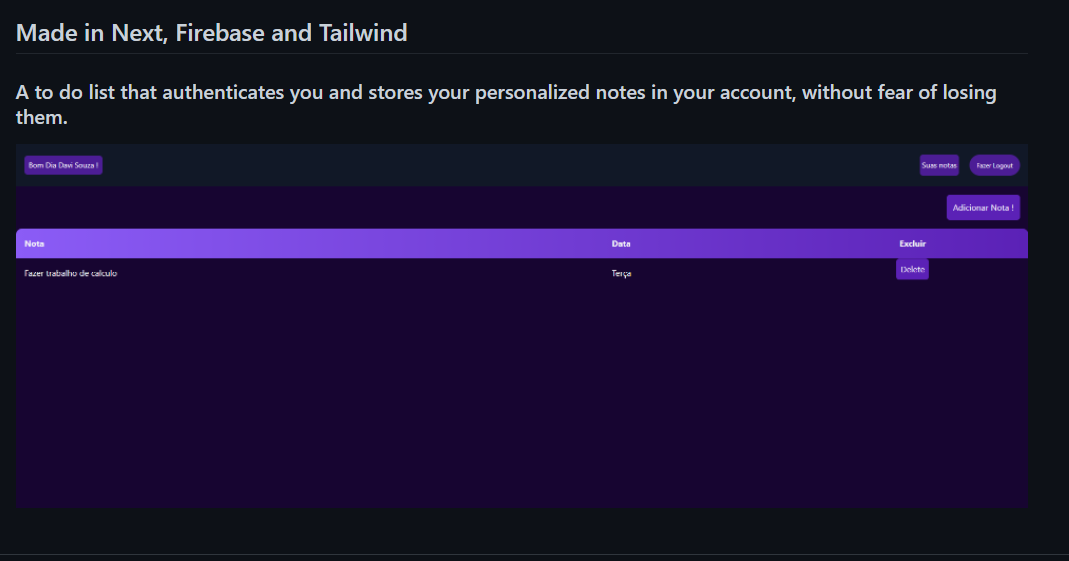 Made in Next, Firebase and Tailwind
A to do list that authenticates you and stores your personalized notes in your account, without fear of losing
them.
Bom Dia Davi Souza !
Suas notas
Fazer Logout
Adicionar Nota !
Nota Data Excluir
Fazer trabalho de calculo Terça Delete